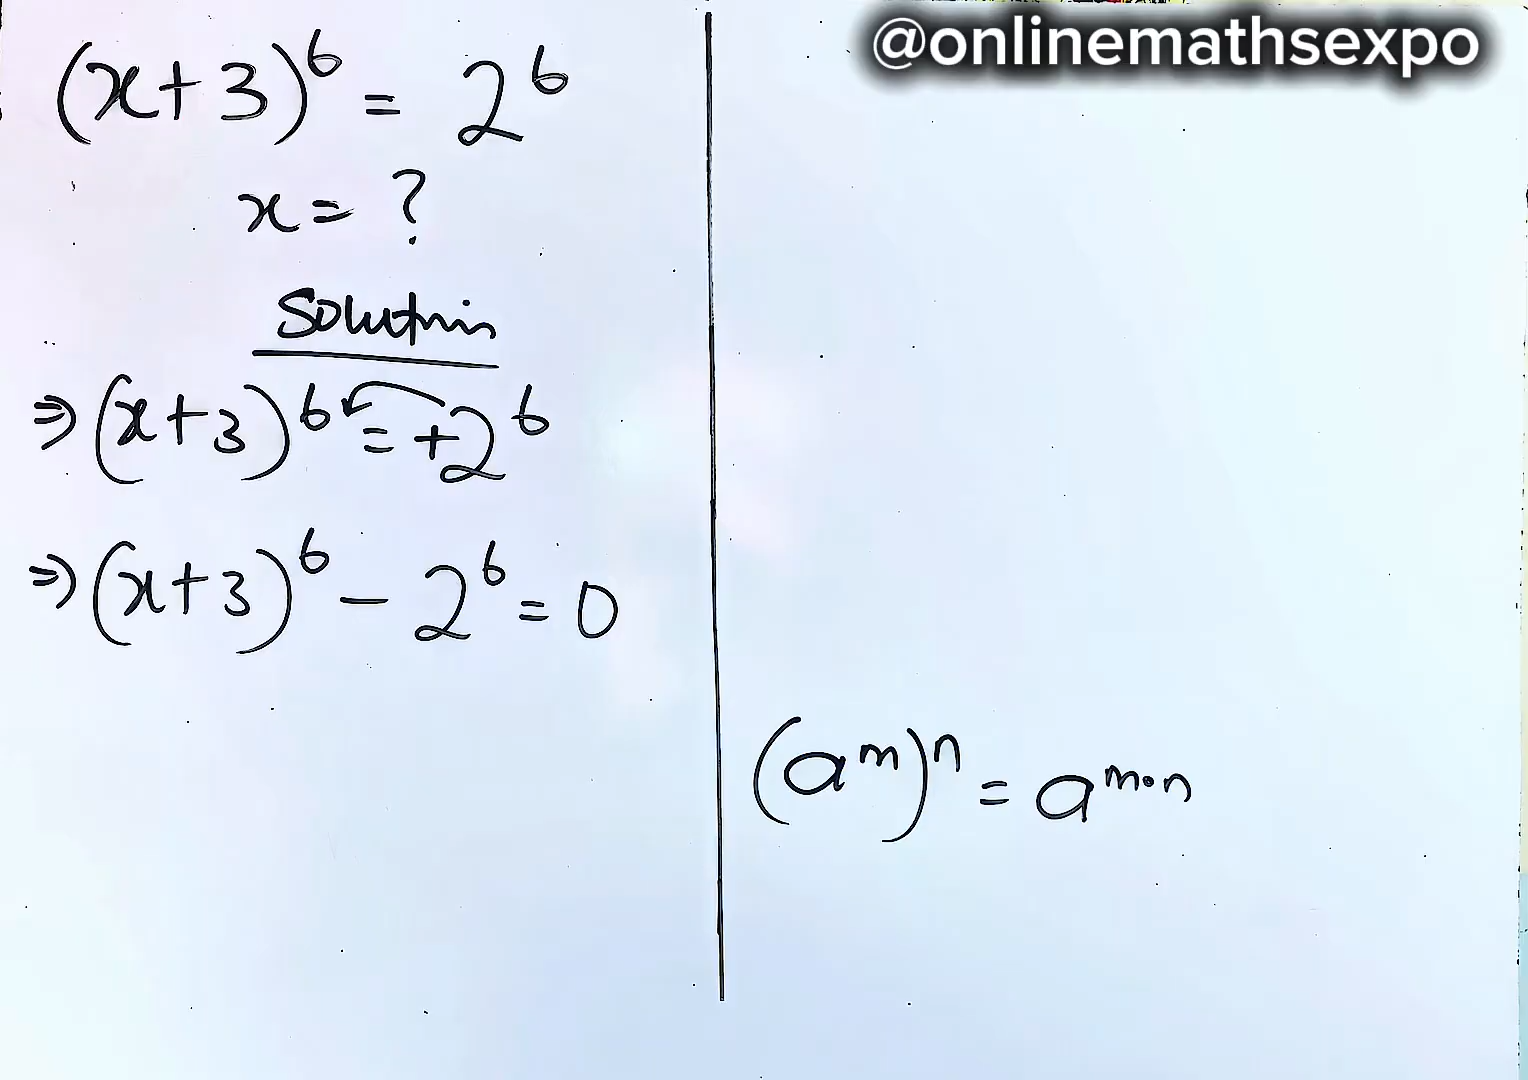 (x+3)⁶ = 2⁶
x = ?
Solution
⇒ (x+3)⁶ = +2⁶
⇒ (x+3)⁶ − 2⁶ = 0
@onlinemathsexpo
(aᵐ)ⁿ = aᵐ·ⁿ